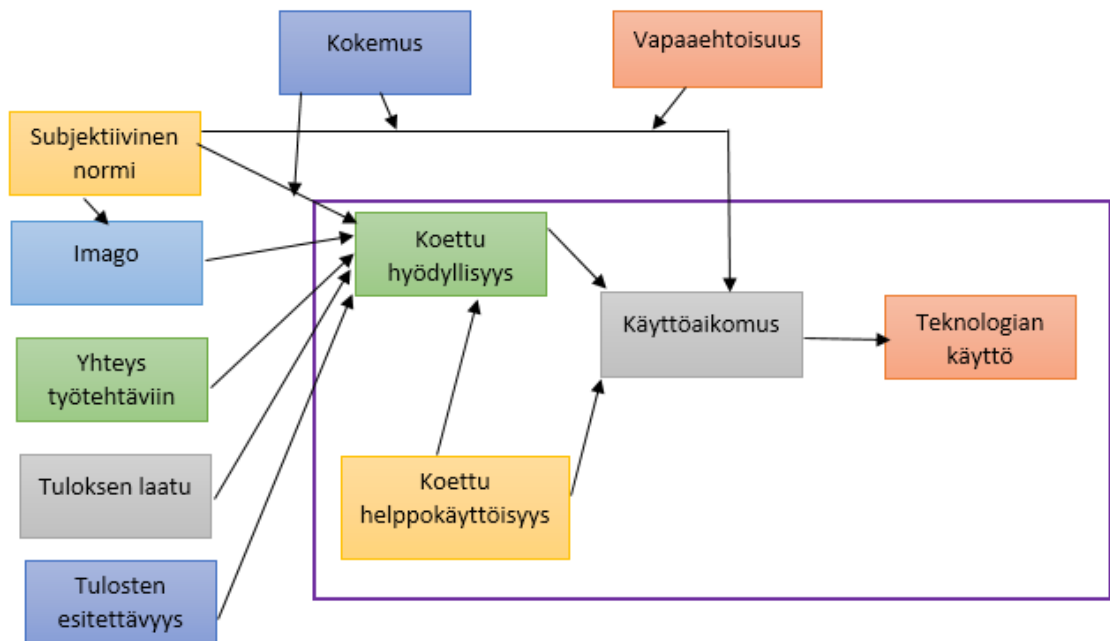 Kokemus
Vapaaehtoisuus
Subjektiivinen
normi
Imago
Koettu
hyödyllisyys
Käyttöaikomus
Teknologian
käyttö
Yhteys
työtehtäviin
Tuloksen laatu
Koettu
helppokäyttöisyys
Tulosten
esitettävyys